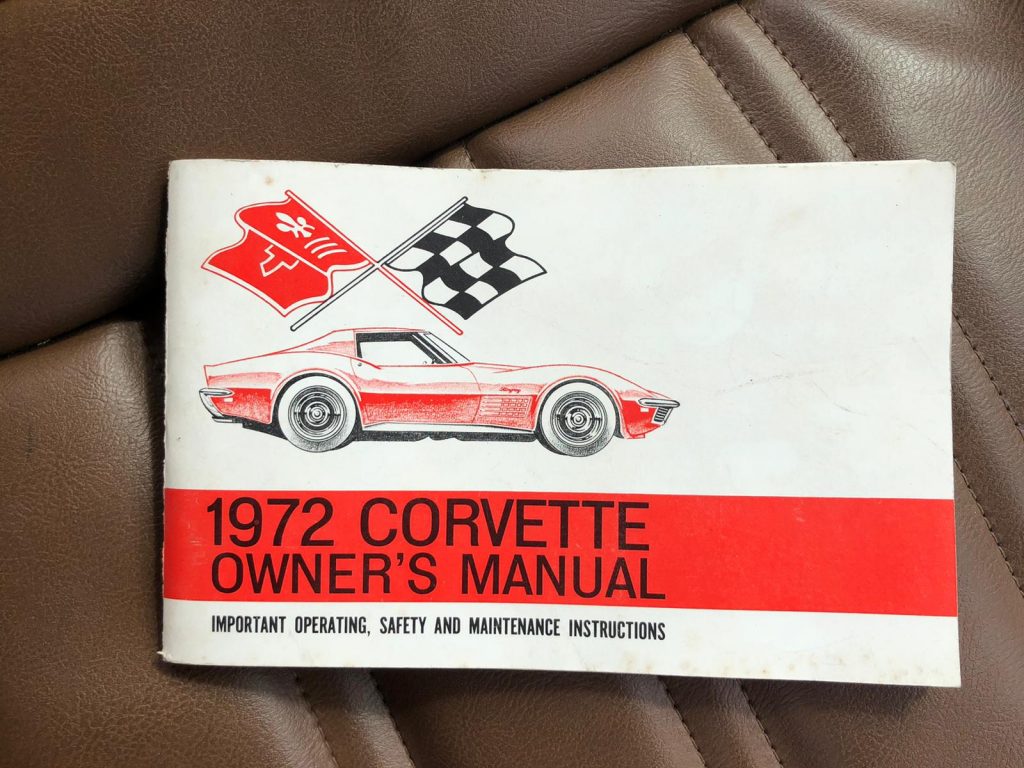 1972 CORVETTE
OWNER'S MANUAL
IMPORTANT OPERATING, SAFETY AND MAINTENANCE INSTRUCTIONS